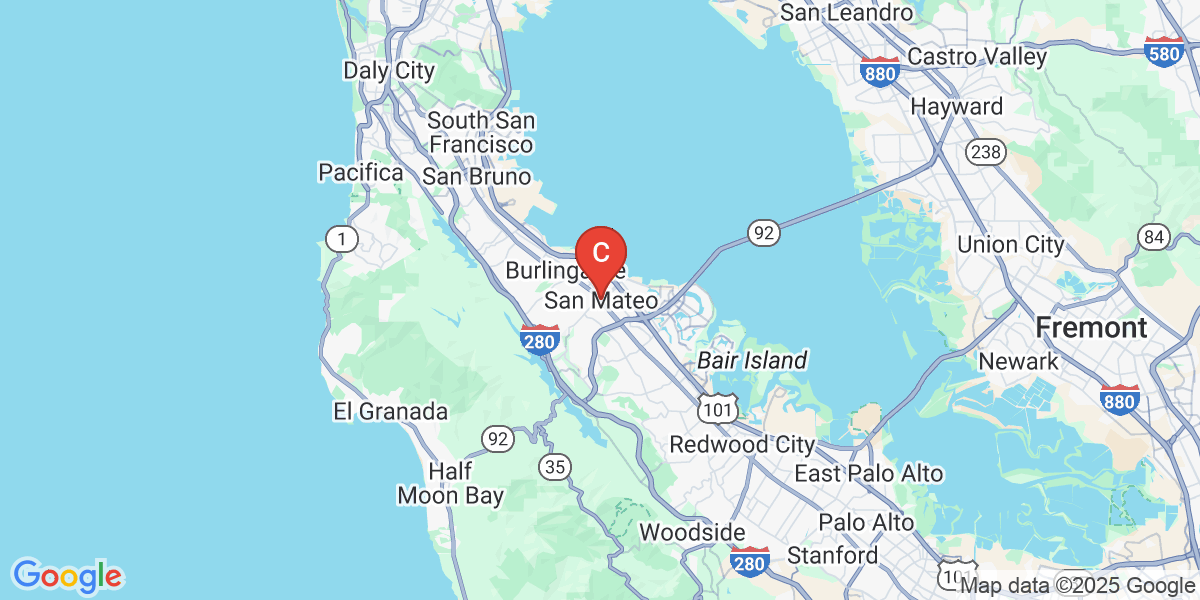 San Leandro
580
Castro Valley
880
Daly City
Hayward
South San
Francisco
238
Pacifica
San Bruno
1
92
84
Union City
C
Burlingame
San Mateo
280
Fremont
Bair Island
Newark
880
101
El Granada
92
Redwood City
35
Half
Moon Bay
East Palo Alto
Woodside
Palo Alto
280
Stanford
101
Google
Map data ©2025 Google